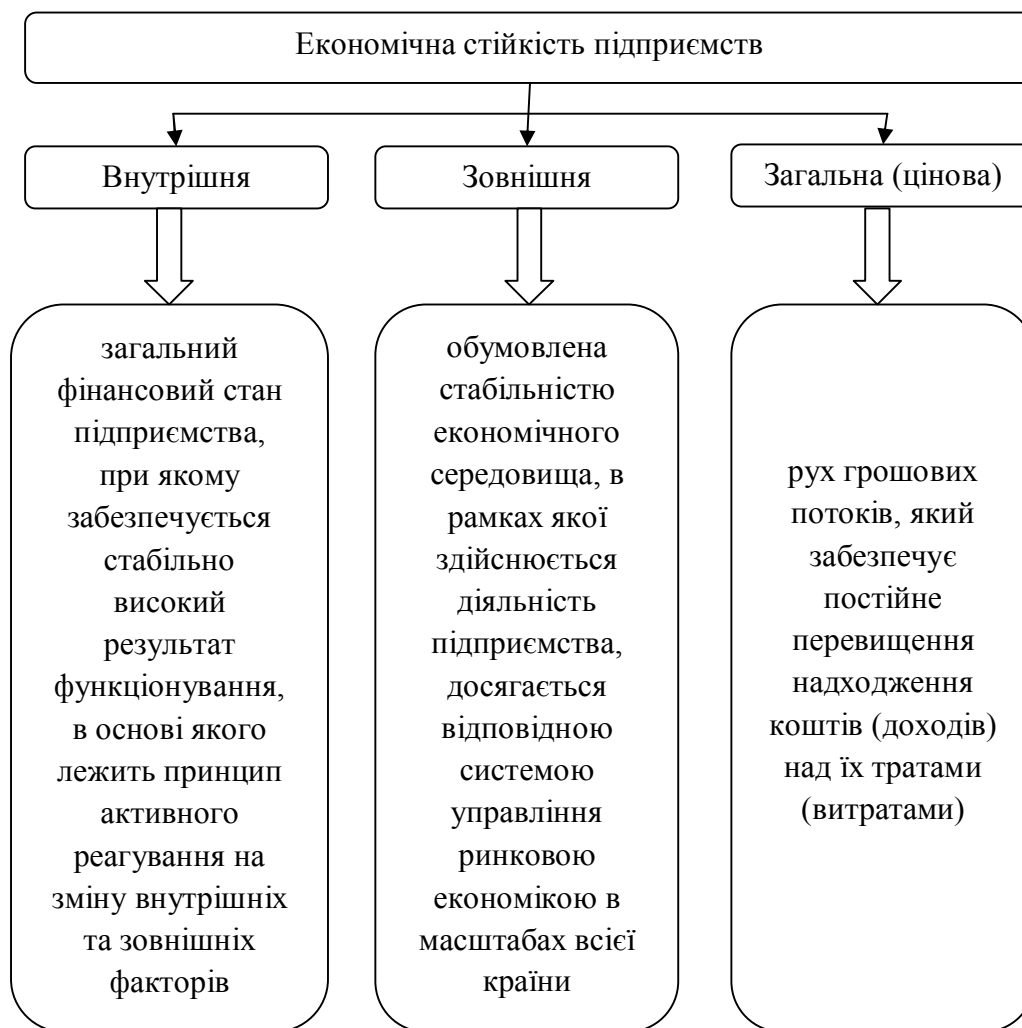 Економічна стійкість підприємств
Внутрішня
Зовнішня
Загальна (цінова)
загальний
фінансовий стан
підприємства,
при якому
забезпечується
стабільно
високий
результат
функціонування,
в основі якого
лежить принцип
активного
реагування на
зміну внутрішніх
та зовнішніх
факторів
обумовлена
стабільністю
економічного
середовища, в
рамках якої
здійснюється
діяльність
підприємства,
досягається
відповідною
системою
управління
ринковою
економікою в
масштабах всієї
країни
рух грошових
потоків, який
забезпечує
постійне
перевищення
надходження
коштів (доходів)
над їх тратами
(витратами)